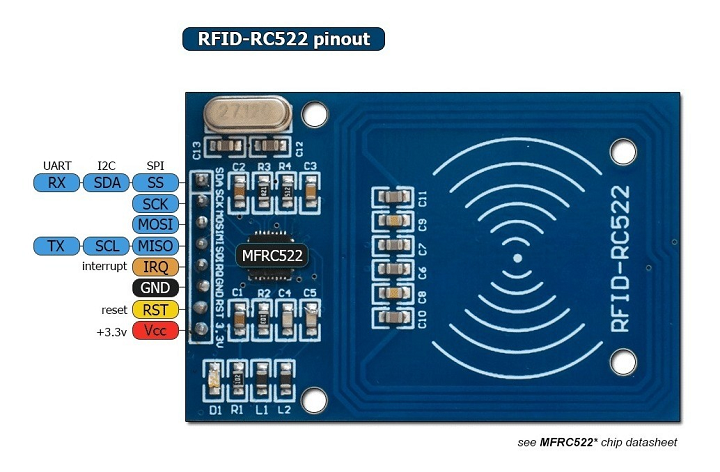 RFID-RC522 pinout
27.120
C13
C12
UART I2C SPI
RX SDA SS
SCK
MOSI
TX SCL MISO
interrupt IRQ
GND
reset RST
+3.3v Vcc
SDA SCK MOSI MISO IRQ GND RST 3.3V
C2 R3 R4 C3
MFRC522
C1 R2 C4 C5
D1 R1 L1 L2
C11
C9
C7
C6
C8
C10
RFID-RC522
see MFRC522* chip datasheet